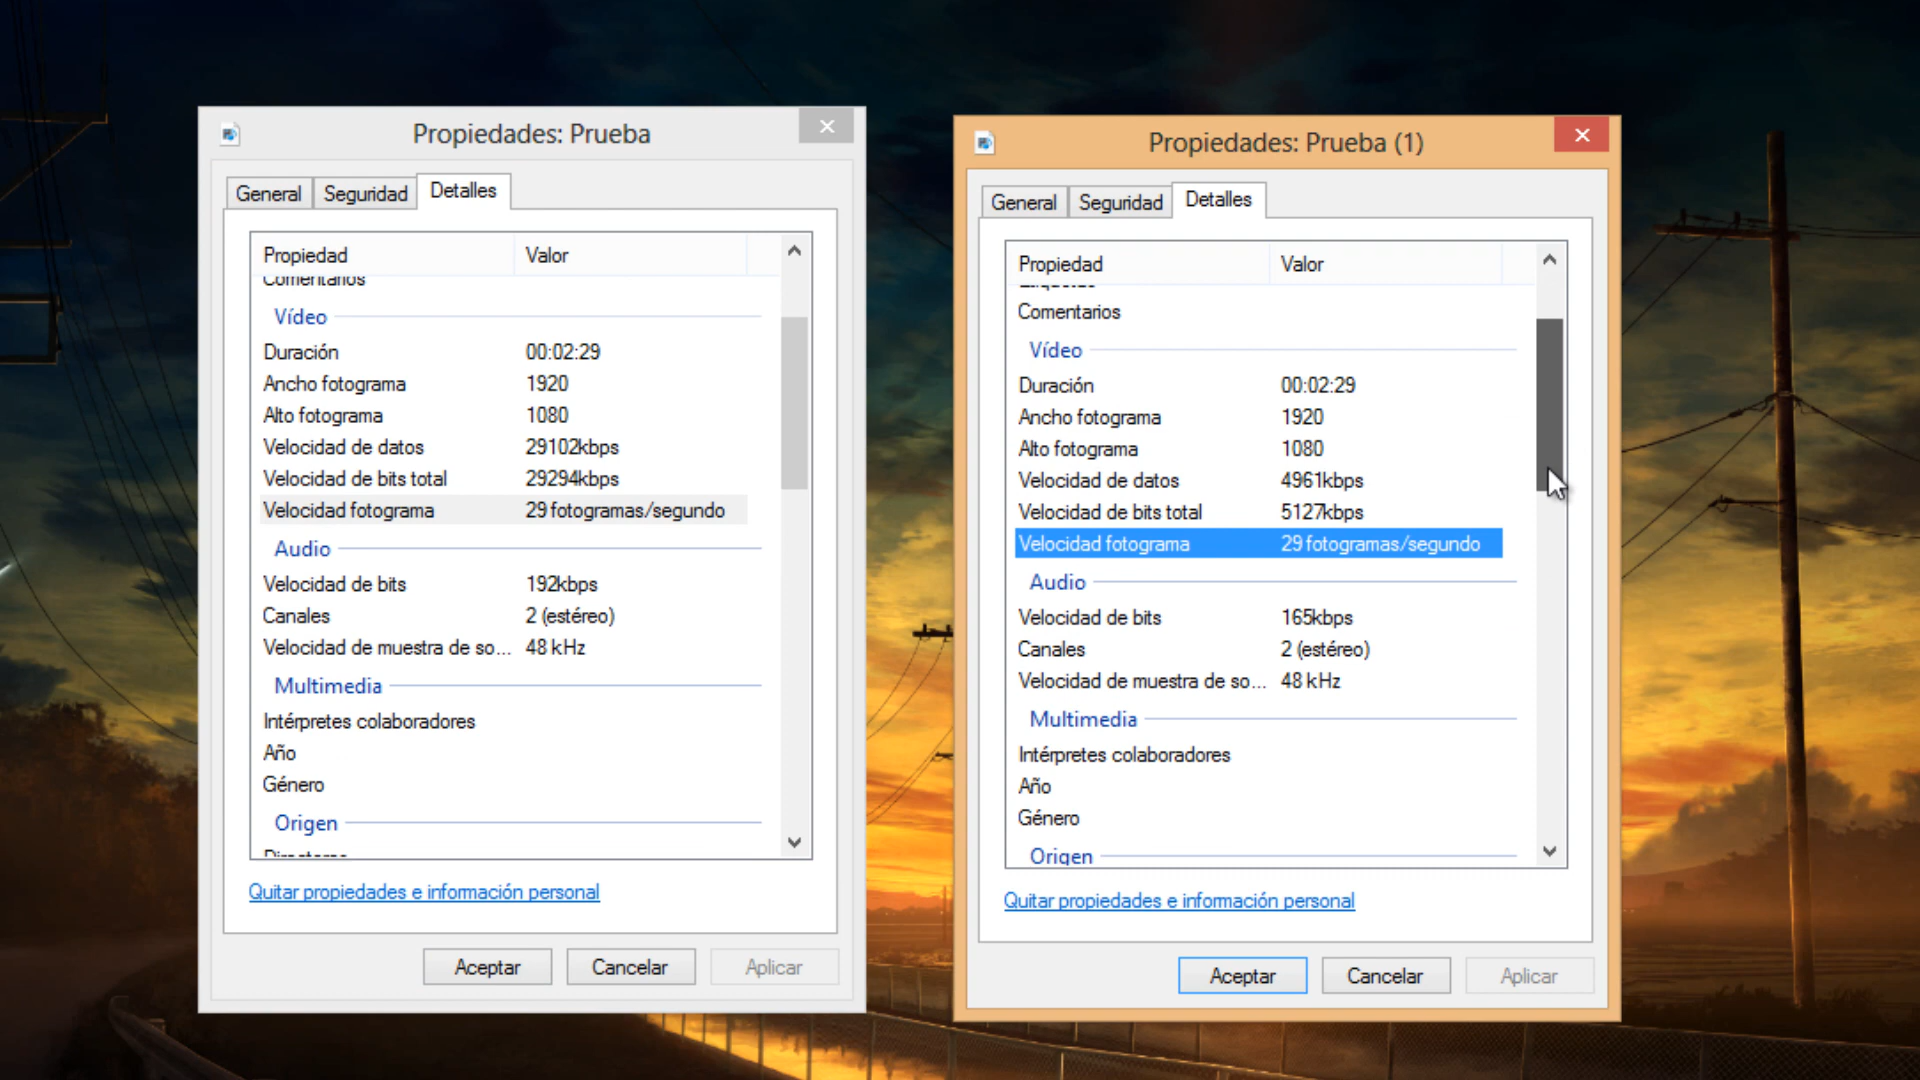 Propiedades: Prueba
General Seguridad Detalles
Propiedad Valor
Comentarios
Vídeo
Duración 00:02:29
Ancho fotograma 1920
Alto fotograma 1080
Velocidad de datos 29102kbps
Velocidad de bits total 29294kbps
Velocidad fotograma 29 fotogramas/segundo
Audio
Velocidad de bits 192kbps
Canales 2 (estéreo)
Velocidad de muestra de so... 48 kHz
Multimedia
Intérpretes colaboradores
Año
Género
Origen
Quitar propiedades e información personal
Aceptar Cancelar Aplicar
Propiedades: Prueba (1)
General Seguridad Detalles
Propiedad Valor
Comentarios
Vídeo
Duración 00:02:29
Ancho fotograma 1920
Alto fotograma 1080
Velocidad de datos 4961kbps
Velocidad de bits total 5127kbps
Velocidad fotograma 29 fotogramas/segundo
Audio
Velocidad de bits 165kbps
Canales 2 (estéreo)
Velocidad de muestra de so... 48 kHz
Multimedia
Intérpretes colaboradores
Año
Género
Origen
Quitar propiedades e información personal
Aceptar Cancelar Aplicar